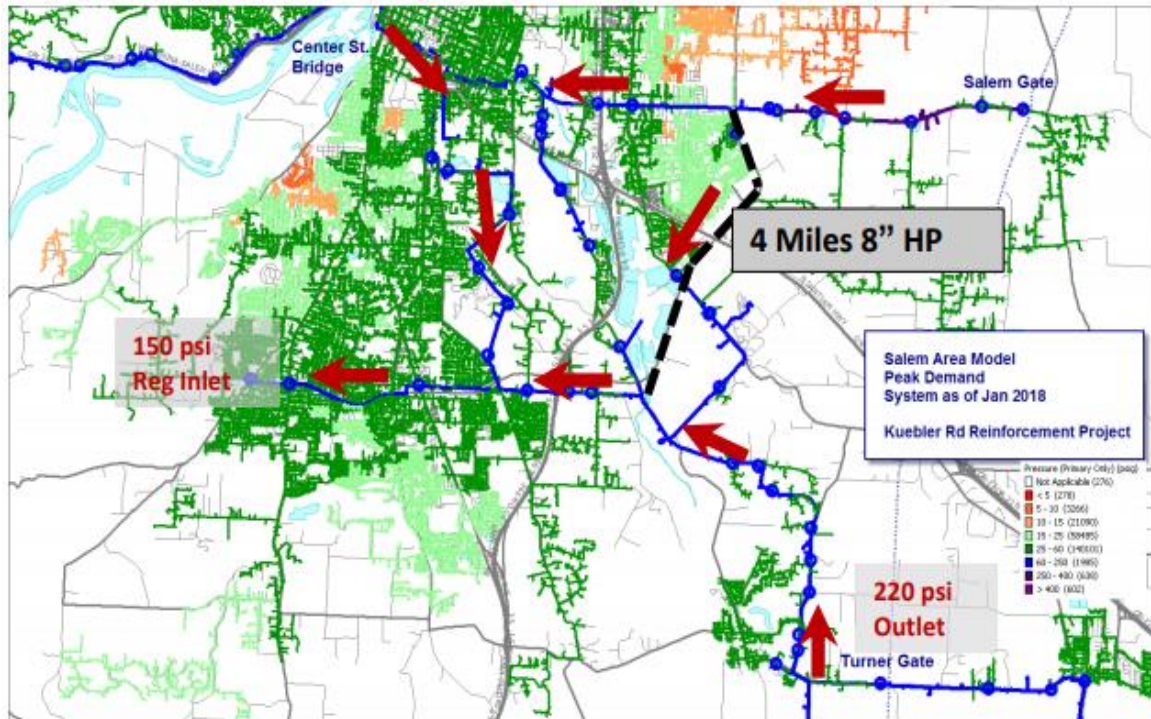 Center St.
Bridge
Salem Gate
4 Miles 8” HP
150 psi
Reg Inlet
Salem Area Model
Peak Demand
System as of Jan 2018
Kuebler Rd Reinforcement Project
Pressure (Primary Only) (psig)
Not Applicable (276)
< 5 (278)
5 - 10 (3266)
10 - 15 (21090)
15 - 25 (58485)
25 - 60 (140101)
60 - 250 (1985)
250 - 400 (638)
> 400 (602)
220 psi
Outlet
Turner Gate